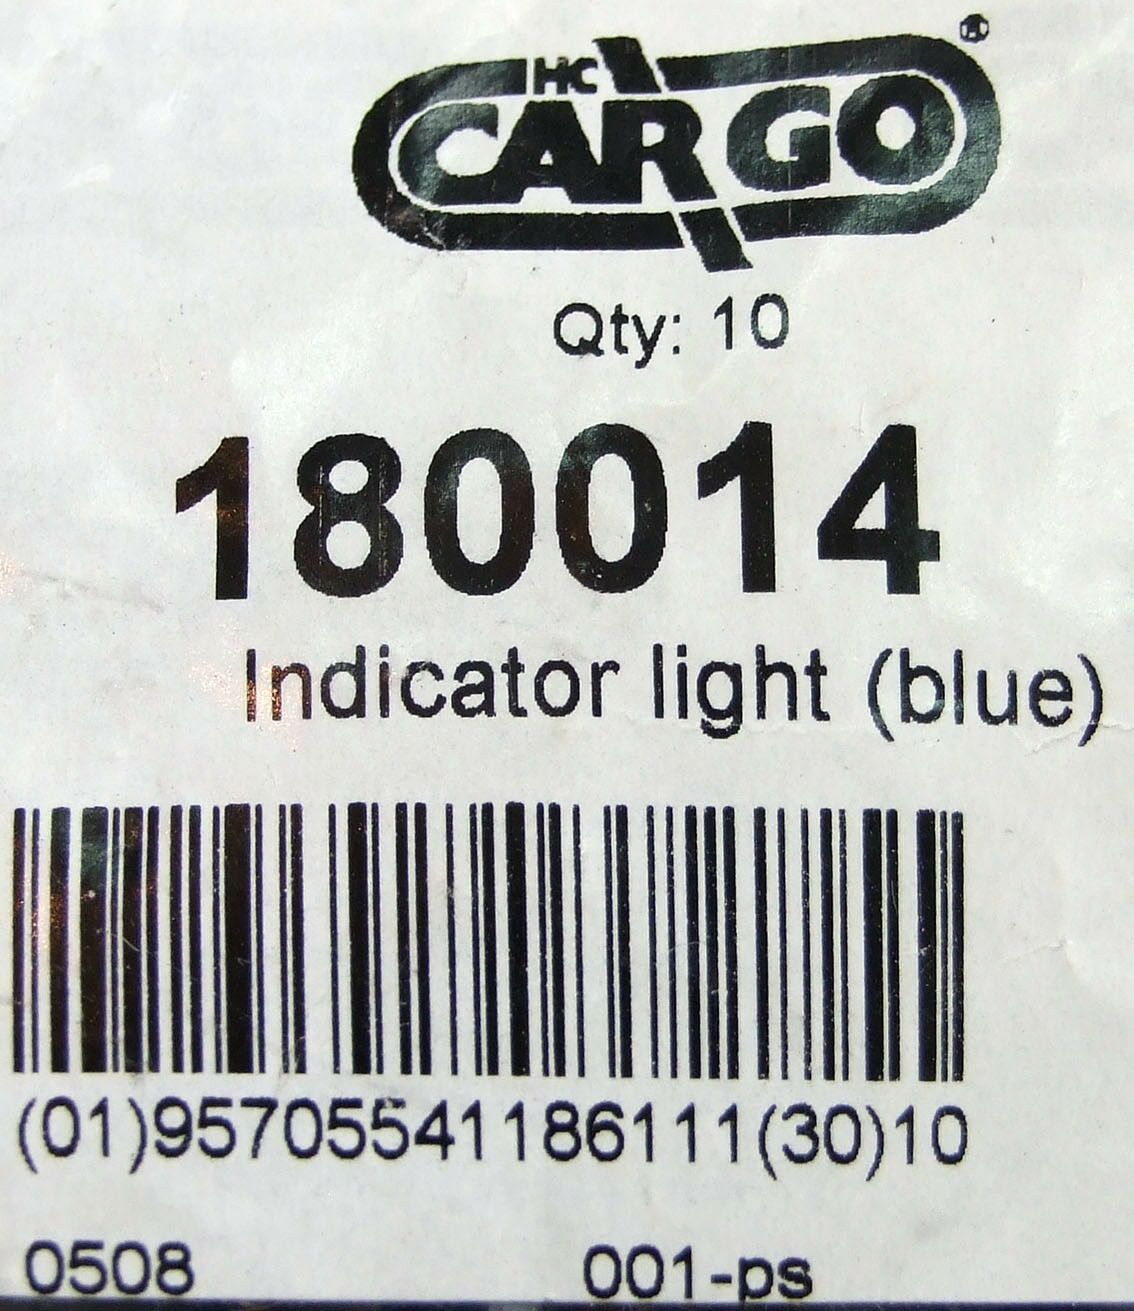 HC
CARGO®
Qty: 10
180014
Indicator light (blue)
(01)95705541186111(30)10
0508
001-ps